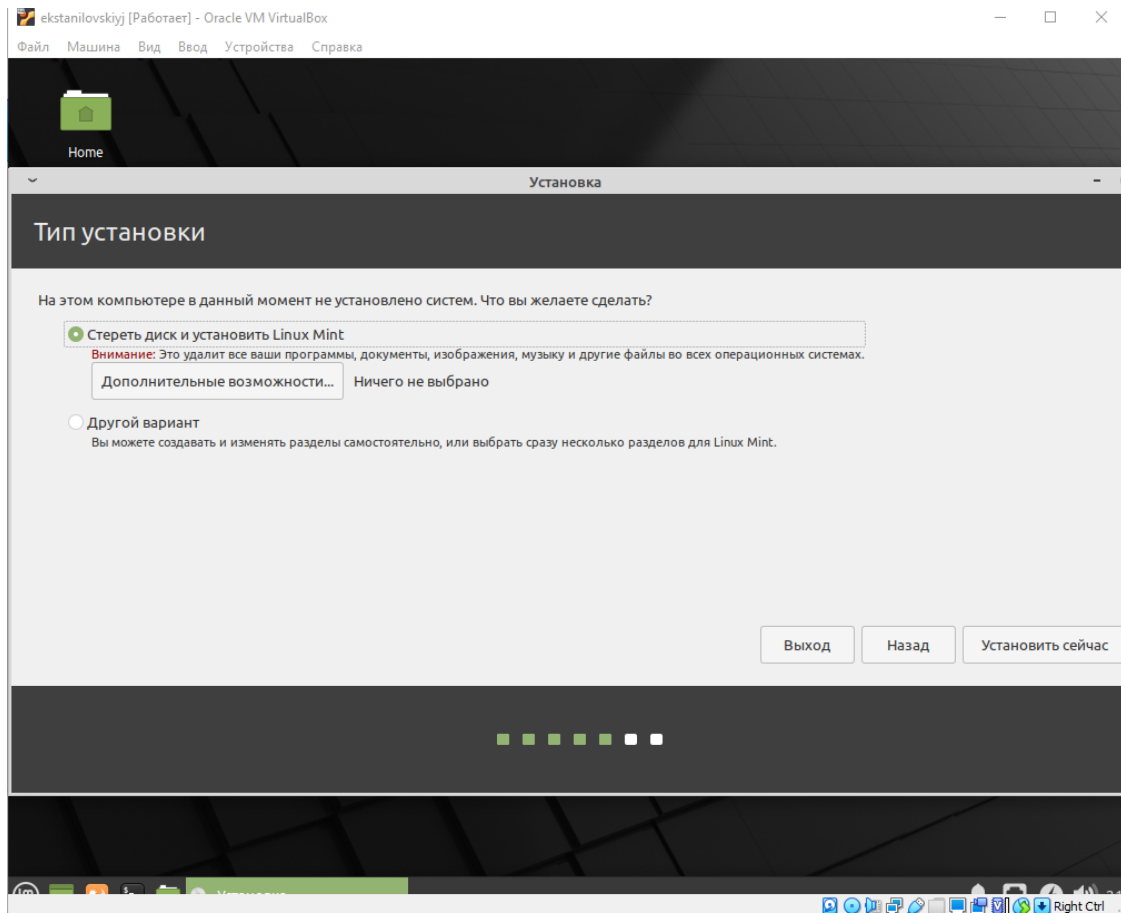 ekstanilovskiyj [Работает] - Oracle VM VirtualBox
Файл Машина Вид Ввод Устройства Справка
Home
Установка
Тип установки
На этом компьютере в данный момент не установлено систем. Что вы желаете сделать?
Стереть диск и установить Linux Mint
Внимание: Это удалит все ваши программы, документы, изображения, музыку и другие файлы во всех операционных системах.
Дополнительные возможности... Ничего не выбрано
Другой вариант
Вы можете создавать и изменять разделы самостоятельно, или выбрать сразу несколько разделов для Linux Mint.
Выход Назад Установить сейчас
Right Ctrl